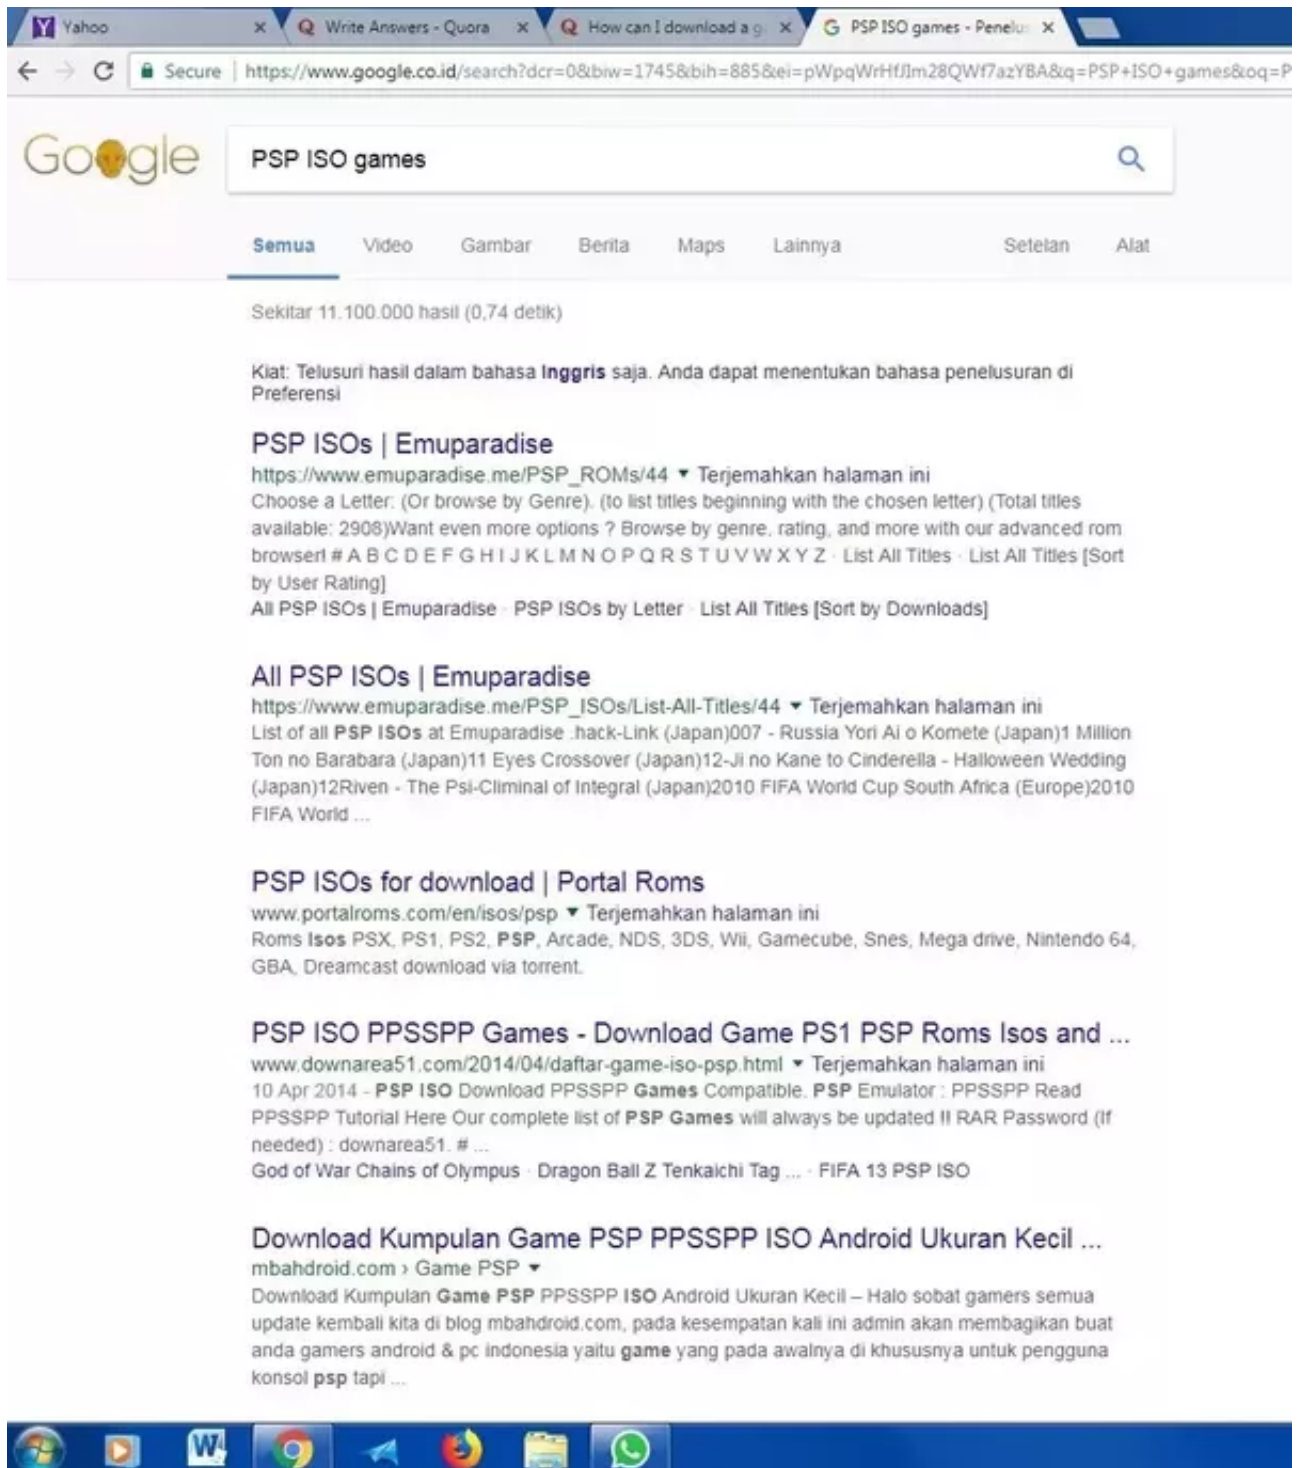 Yahoo
Write Answers - Quora
How can I download a g
PSP ISO games - Penelu
Secure
https://www.google.co.id/search?dcr=0&biw=1745&bih=885&ei=pWpqWrHfJIm28QWf7azYBA&q=PSP+ISO+games&oq=P
Google
PSP ISO games
Semua Video Gambar Berita Maps Lainnya Setelan Alat
Sekitar 11.100.000 hasil (0,74 detik)
Kiat: Telusuri hasil dalam bahasa Inggris saja. Anda dapat menentukan bahasa penelusuran di
Preferensi
PSP ISOs | Emuparadise
https://www.emuparadise.me/PSP_ROMs/44 ▼ Terjemahkan halaman ini
Choose a Letter: (Or browse by Genre). (to list titles beginning with the chosen letter) (Total titles
available: 2908)Want even more options ? Browse by genre, rating, and more with our advanced rom
browser! # A B C D E F G H I J K L M N O P Q R S T U V W X Y Z · List All Titles · List All Titles [Sort
by User Rating]
All PSP ISOs | Emuparadise · PSP ISOs by Letter · List All Titles [Sort by Downloads]
All PSP ISOs | Emuparadise
https://www.emuparadise.me/PSP_ISOs/List-All-Titles/44 ▼ Terjemahkan halaman ini
List of all PSP ISOs at Emuparadise .hack-Link (Japan)007 - Russia Yori Ai o Komete (Japan)1 Million
Ton no Barabara (Japan)11 Eyes Crossover (Japan)12-Ji no Kane to Cinderella - Halloween Wedding
(Japan)12Riven - The Psi-Climinal of Integral (Japan)2010 FIFA World Cup South Africa (Europe)2010
FIFA World ...
PSP ISOs for download | Portal Roms
www.portalroms.com/en/isos/psp ▼ Terjemahkan halaman ini
Roms Isos PSX, PS1, PS2, PSP, Arcade, NDS, 3DS, Wii, Gamecube, Snes, Mega drive, Nintendo 64,
GBA, Dreamcast download via torrent.
PSP ISO PPSSPP Games - Download Game PS1 PSP Roms Isos and ...
www.downarea51.com/2014/04/daftar-game-iso-psp.html ▼ Terjemahkan halaman ini
10 Apr 2014 - PSP ISO Download PPSSPP Games Compatible. PSP Emulator : PPSSPP Read
PPSSPP Tutorial Here Our complete list of PSP Games will always be updated !! RAR Password (If
needed) : downarea51. # ...
God of War Chains of Olympus · Dragon Ball Z Tenkaichi Tag ... · FIFA 13 PSP ISO
Download Kumpulan Game PSP PPSSPP ISO Android Ukuran Kecil ...
mbahdroid.com › Game PSP ▼
Download Kumpulan Game PSP PPSSPP ISO Android Ukuran Kecil – Halo sobat gamers semua
update kembali kita di blog mbahdroid.com, pada kesempatan kali ini admin akan membagikan buat
anda gamers android & pc indonesia yaitu game yang pada awalnya di khususnya untuk pengguna
konsol psp tapi ...